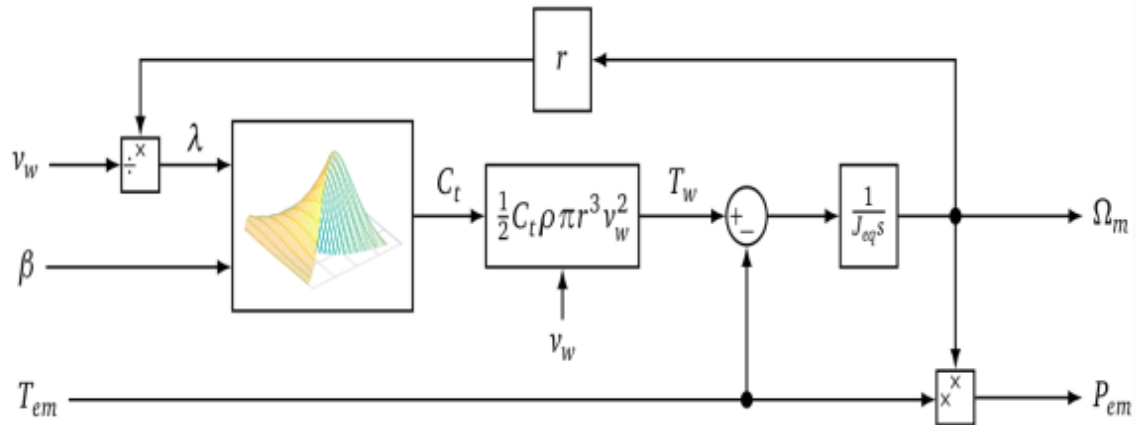 r
v_w
÷
×
λ
β
C_t
½C_tρπr³v_w²
v_w
T_w
+
−
1/(J_eq s)
Ω_m
T_em
×
×
P_em